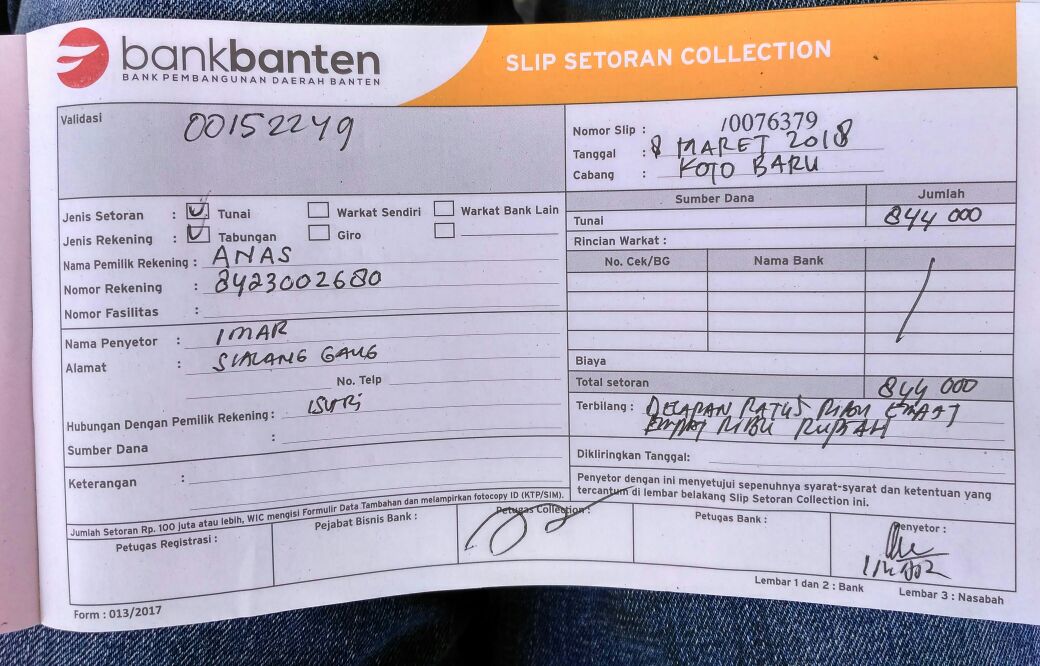 bankbanten
BANK PEMBANGUNAN DAERAH BANTEN
SLIP SETORAN COLLECTION
Validasi
00152249
Nomor Slip : /0076379
Tanggal : 8 MARET 2018
Cabang : KOTO BARU
Jenis Setoran : Tunai Warkat Sendiri Warkat Bank Lain
Jenis Rekening : Tabungan Giro
Nama Pemilik Rekening : ANAS
Nomor Rekening : 8423002680
Nomor Fasilitas :
Nama Penyetor : IMAR
Alamat : SIALANG GAUG
No. Telp
Hubungan Dengan Pemilik Rekening : ISTRI
Sumber Dana :
Keterangan :
Sumber Dana Jumlah
Tunai 844 000
Rincian Warkat :
No. Cek/BG Nama Bank
Biaya
Total setoran 844 000
Terbilang : DELAPAN RATUS RIBU EMPAT
EMPAT RIBU RUPIAH
Dikliringkan Tanggal:
Penyetor dengan ini menyetujui sepenuhnya syarat-syarat dan ketentuan yang
tercantum di lembar belakang Slip Setoran Collection ini.
Jumlah Setoran Rp. 100 juta atau lebih, WIC mengisi Formulir Data Tambahan dan melampirkan fotocopy ID (KTP/SIM).
Petugas Registrasi : Pejabat Bisnis Bank : Petugas Collection : Petugas Bank : Penyetor :
Lembar 1 dan 2 : Bank Lembar 3 : Nasabah
Form : 013/2017